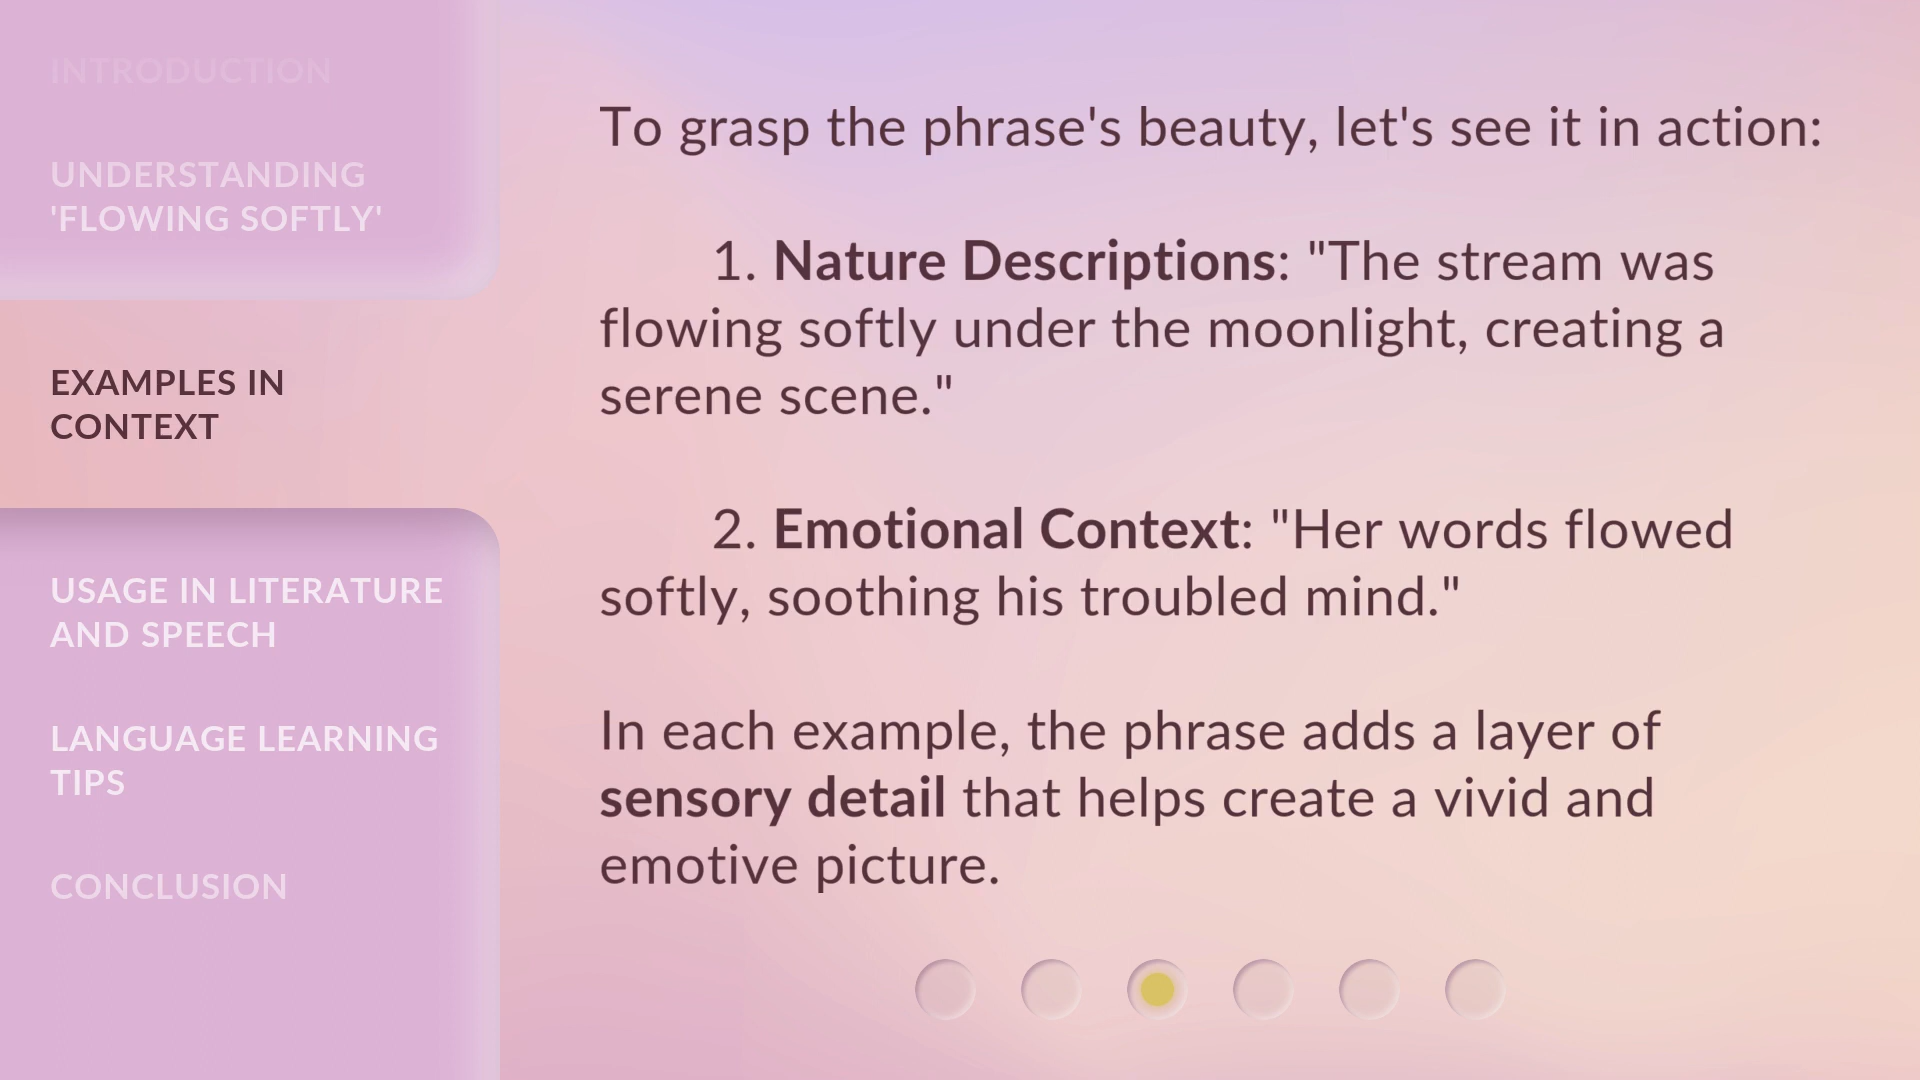 INTRODUCTION
UNDERSTANDING
'FLOWING SOFTLY'
EXAMPLES IN
CONTEXT
USAGE IN LITERATURE
AND SPEECH
LANGUAGE LEARNING
TIPS
CONCLUSION
To grasp the phrase's beauty, let's see it in action:
1. Nature Descriptions: "The stream was
flowing softly under the moonlight, creating a
serene scene."
2. Emotional Context: "Her words flowed
softly, soothing his troubled mind."
In each example, the phrase adds a layer of
sensory detail that helps create a vivid and
emotive picture.